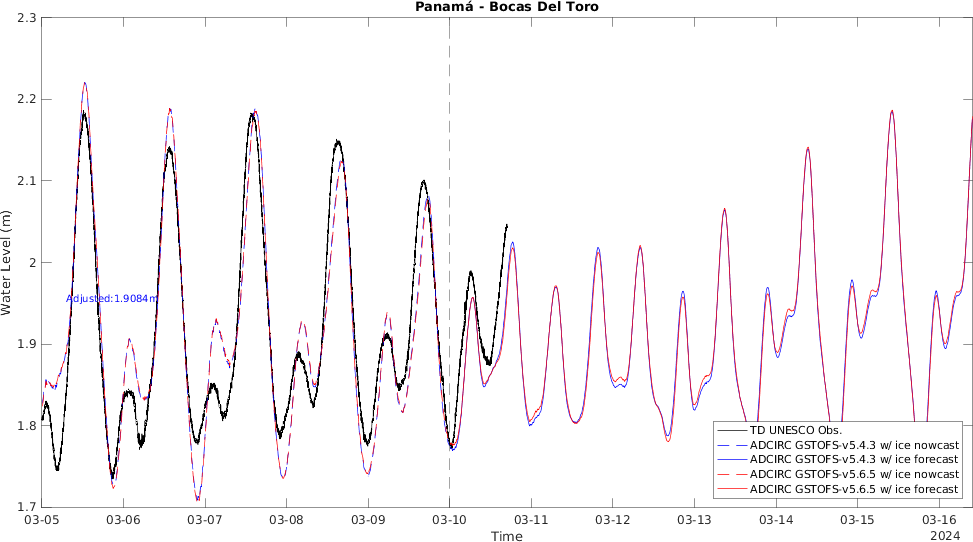 Panamá - Bocas Del Toro
2.3
2.2
2.1
2
1.9
1.8
1.7
Water Level (m)
Adjusted:1.9084m
TD UNESCO Obs.
ADCIRC GSTOFS-v5.4.3 w/ ice nowcast
ADCIRC GSTOFS-v5.4.3 w/ ice forecast
ADCIRC GSTOFS-v5.6.5 w/ ice nowcast
ADCIRC GSTOFS-v5.6.5 w/ ice forecast
03-05 03-06 03-07 03-08 03-09 03-10 03-11 03-12 03-13 03-14 03-15 03-16
Time
2024